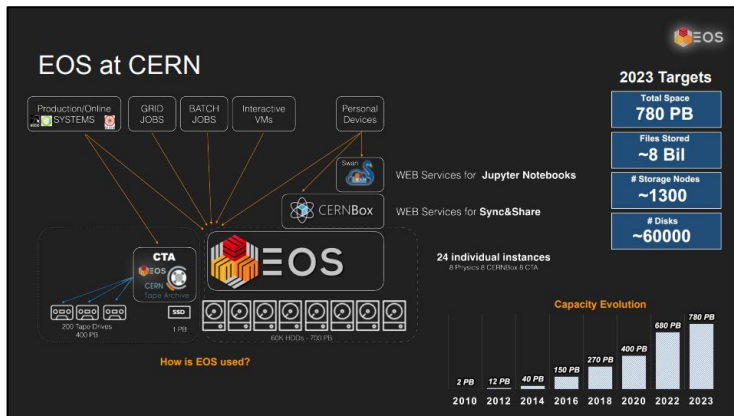 EOS
EOS at CERN
2023 Targets
Total Space
780 PB
Files Stored
~8 Bil
# Storage Nodes
~1300
# Disks
~60000
Production/Online
SYSTEMS
GRID
JOBS
BATCH
JOBS
Interactive
VMs
Personal
Devices
Swan
WEB Services for Jupyter Notebooks
CERNBox
WEB Services for Sync&Share
CTA
EOS
CERN
Tape Archive
EOS
24 individual instances
8 Physics 8 CERNBox 8 CTA
200 Tape Drives
400 PB
SSD
1 PB
60K HDDs - 700 PB
How is EOS used?
Capacity Evolution
2 PB
12 PB
40 PB
150 PB
270 PB
400 PB
680 PB
780 PB
2010 2012 2014 2016 2018 2020 2022 2023